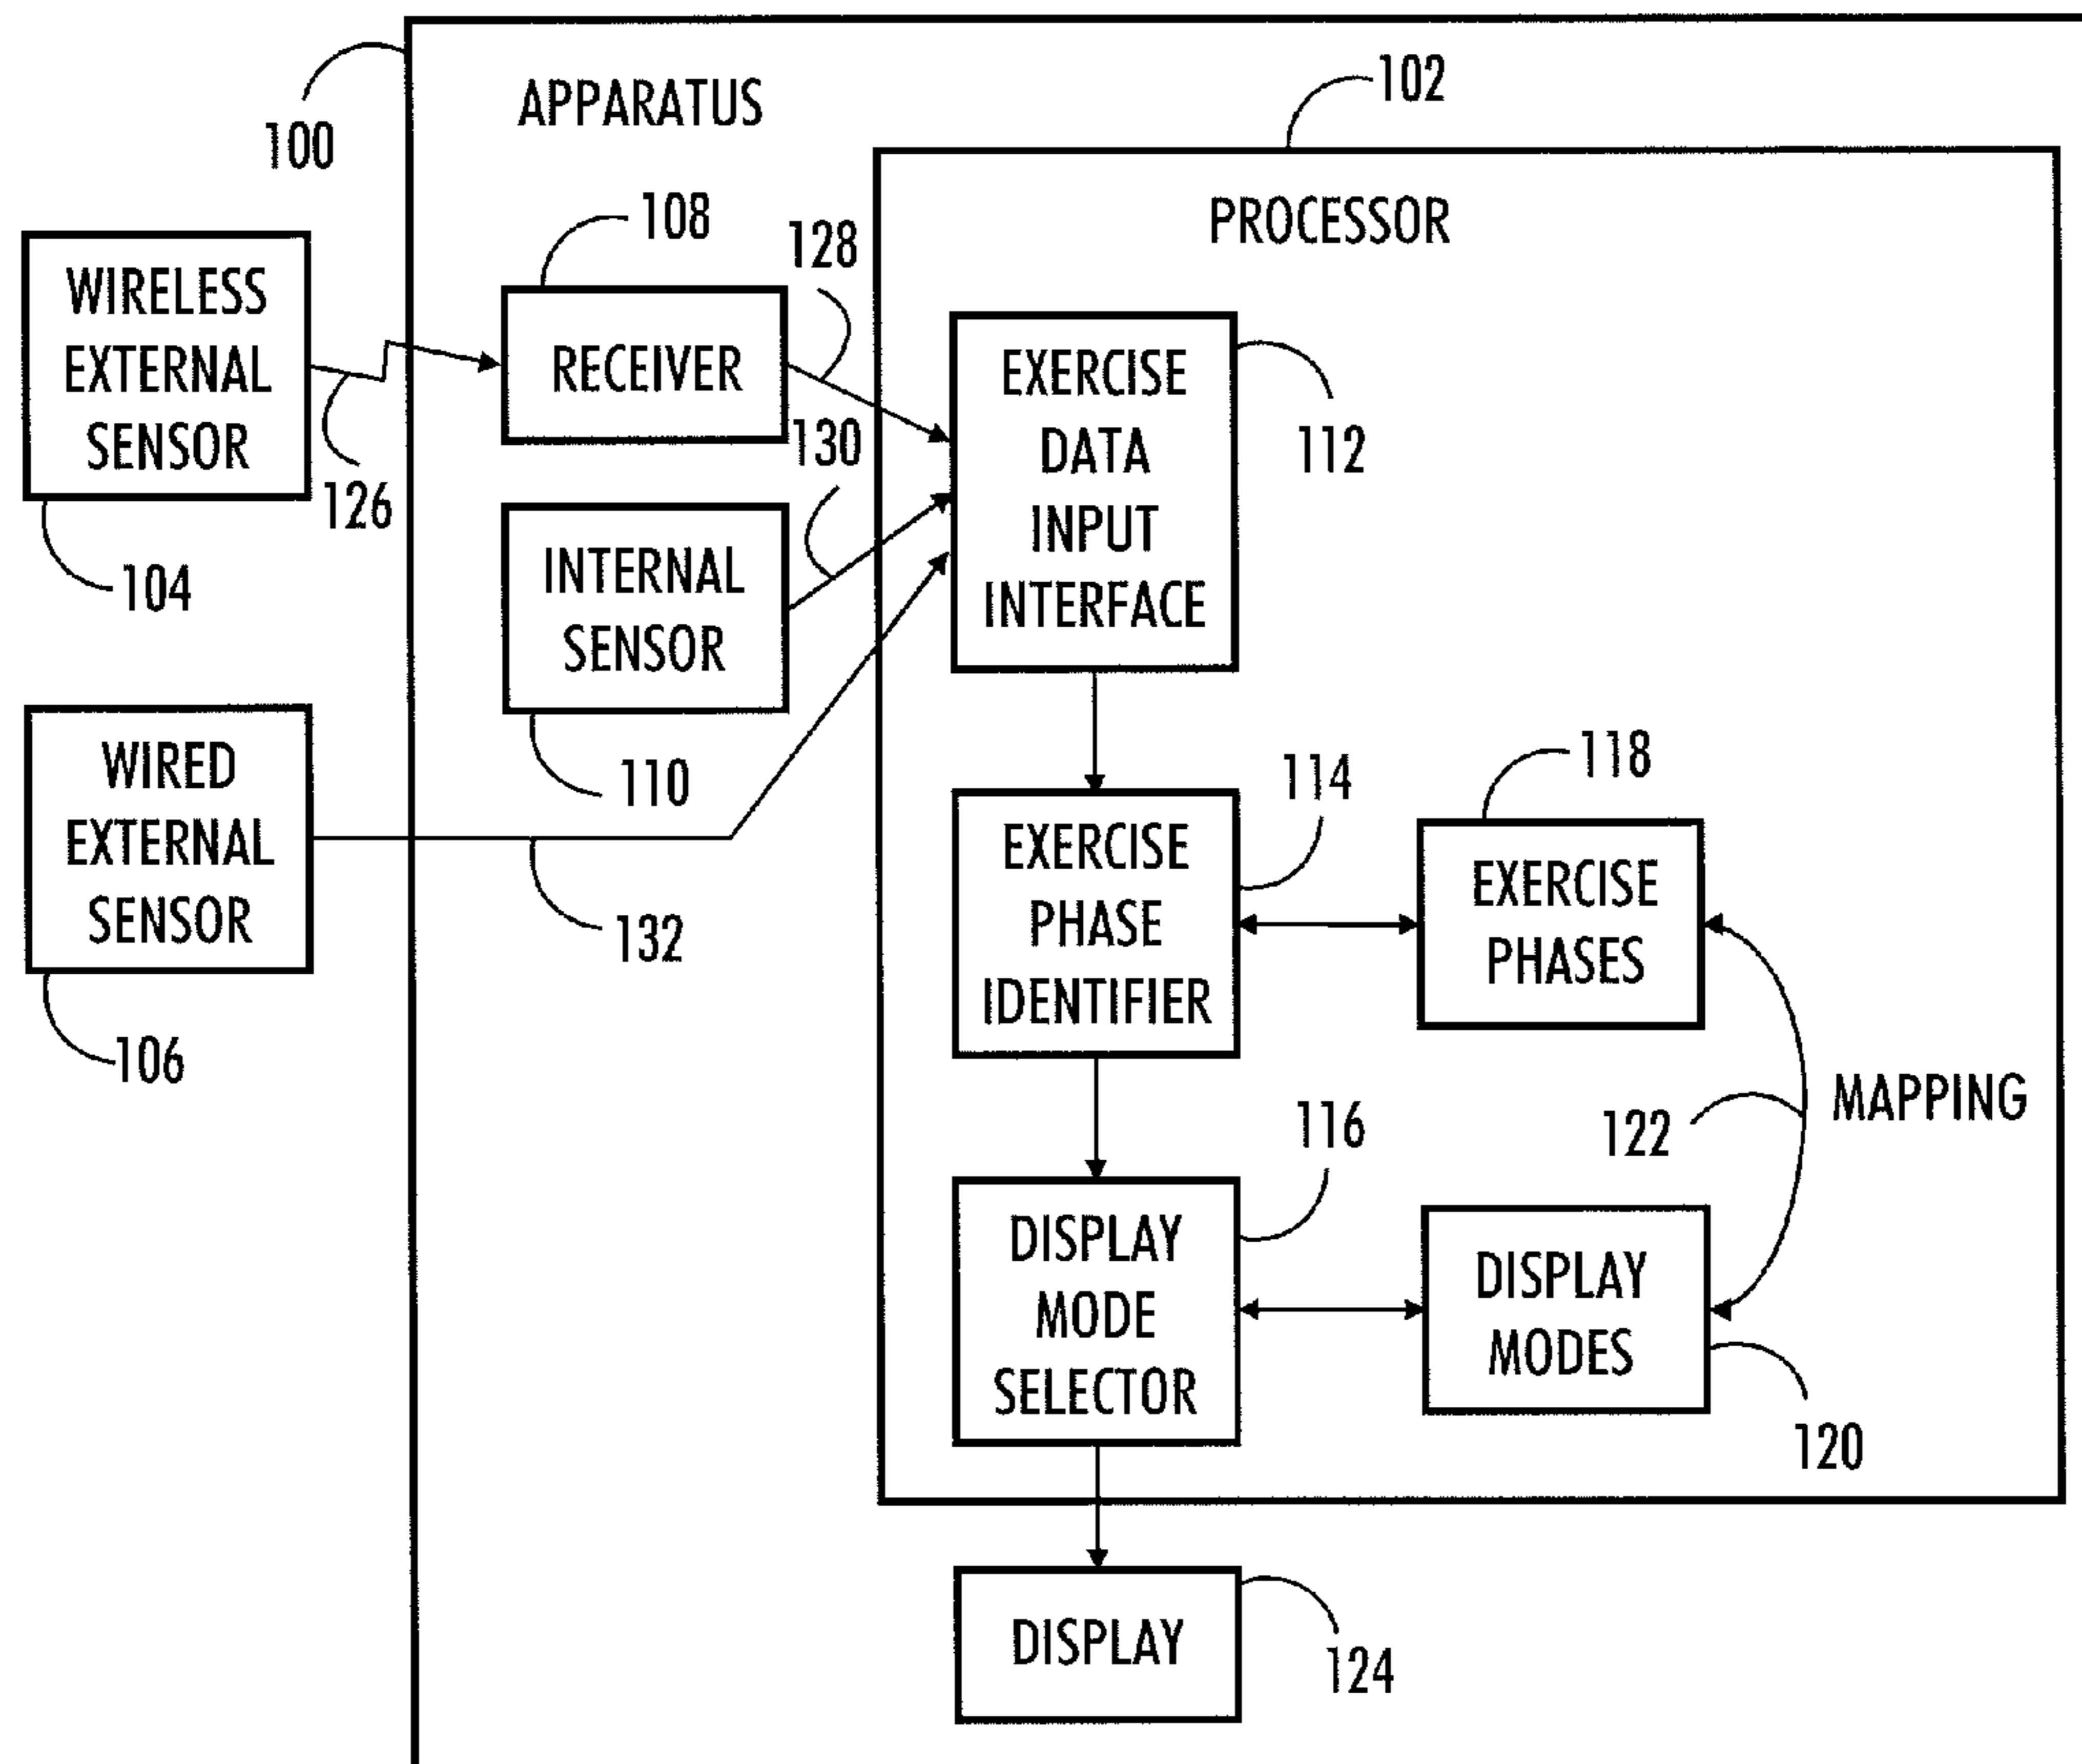 APPARATUS
100
102
PROCESSOR
WIRELESS
EXTERNAL
SENSOR
104
126
108
RECEIVER
128
INTERNAL
SENSOR
110
130
WIRED
EXTERNAL
SENSOR
106
132
EXERCISE
DATA
INPUT
INTERFACE
112
EXERCISE
PHASE
IDENTIFIER
114
EXERCISE
PHASES
118
MAPPING
122
DISPLAY
MODE
SELECTOR
116
DISPLAY
MODES
120
DISPLAY
124